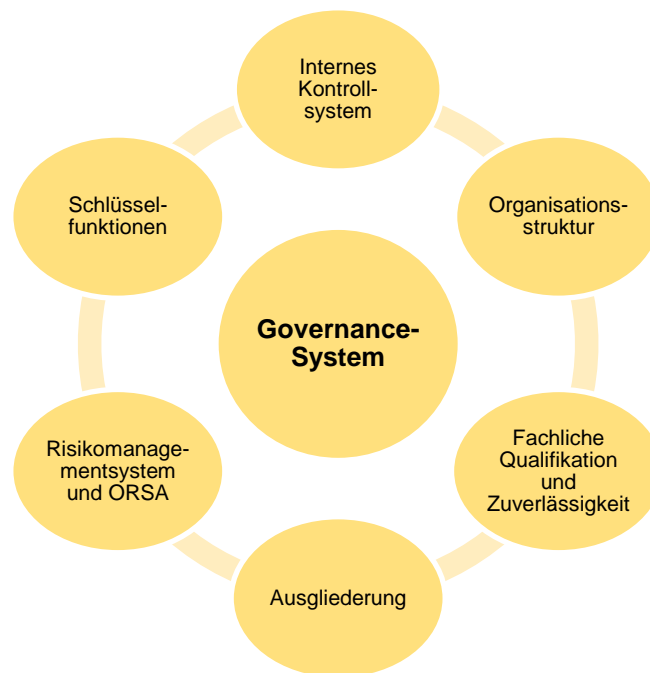 Internes
Kontroll-
system
Organisations-
struktur
Fachliche
Qualifikation
und
Zuverlässigkeit
Ausgliederung
Risikomanage-
mentsystem
und ORSA
Schlüssel-
funktionen
Governance-
System